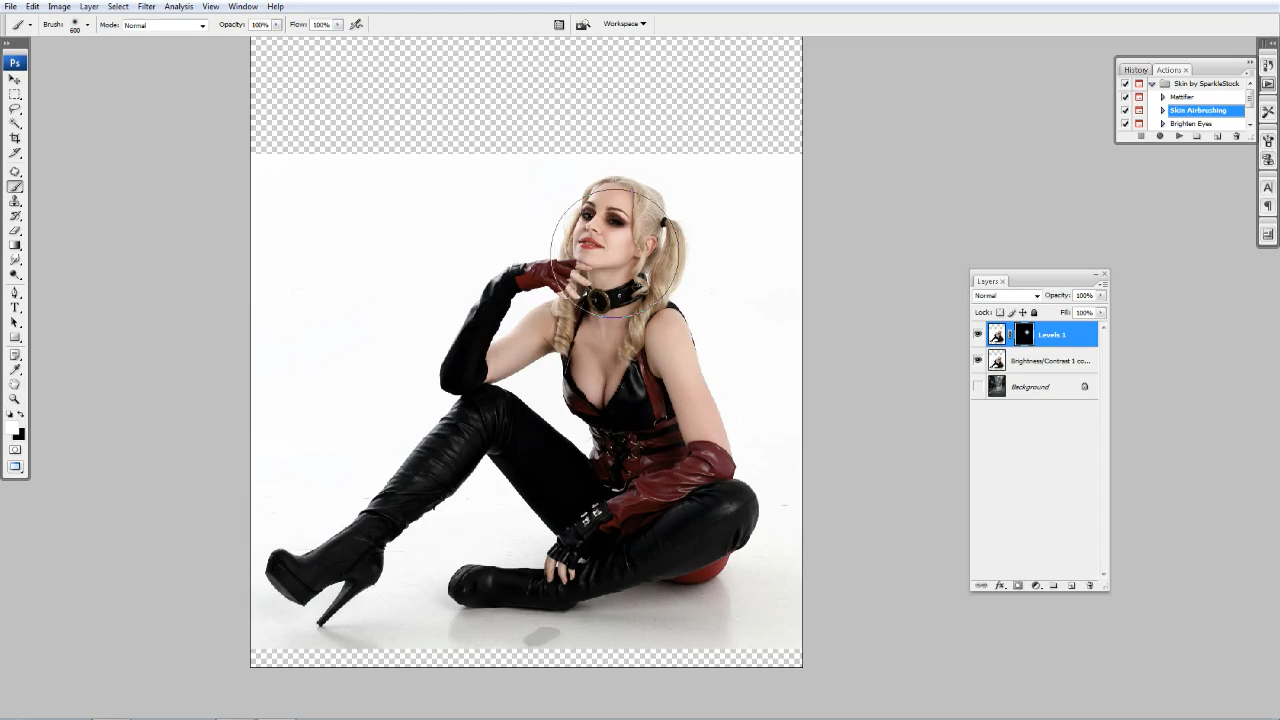 File Edit Image Layer Select Filter Analysis View Window Help
Brush: 600 Mode: Normal Opacity: 100% Flow: 100% Workspace
Ps
History Actions
Skin by SparkleStock
Mattifier
Skin Airbrushing
Brighten Eyes
Layers
Normal Opacity: 100%
Lock: Fill: 100%
Levels 1
Brightness/Contrast 1 co...
Background